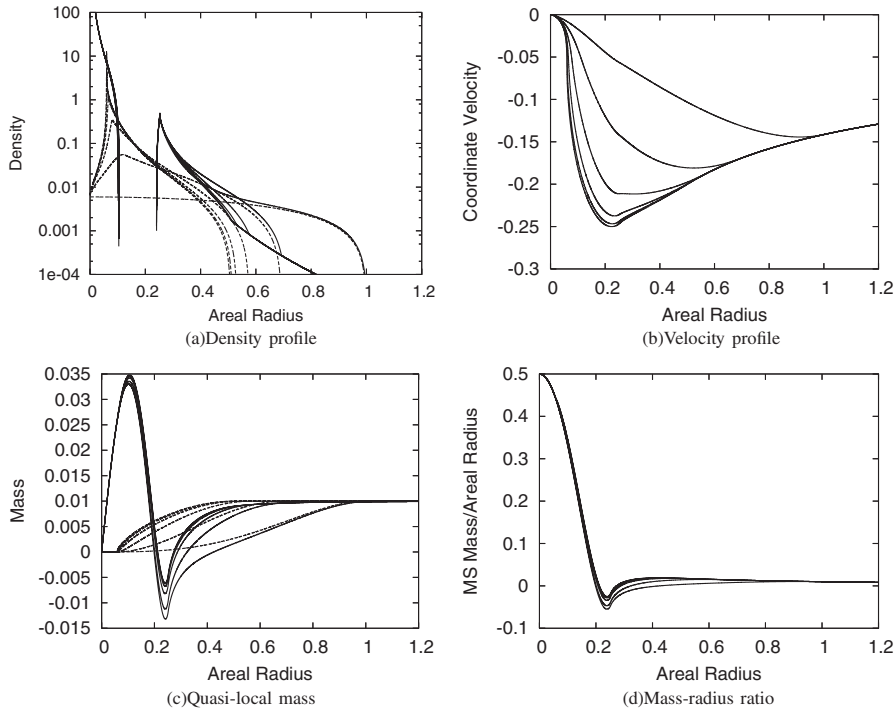 100
10
1
0.1
0.01
0.001
1e-04
Density
0 0.2 0.4 0.6 0.8 1 1.2
Areal Radius
(a)Density profile
0
-0.05
-0.1
-0.15
-0.2
-0.25
-0.3
Coordinate Velocity
0 0.2 0.4 0.6 0.8 1 1.2
Areal Radius
(b)Velocity profile
0.035
0.03
0.025
0.02
0.015
0.01
0.005
0
-0.005
-0.01
-0.015
Mass
0 0.2 0.4 0.6 0.8 1 1.2
Areal Radius
(c)Quasi-local mass
0.5
0.4
0.3
0.2
0.1
0
-0.1
MS Mass/Areal Radius
0 0.2 0.4 0.6 0.8 1 1.2
Areal Radius
(d)Mass-radius ratio